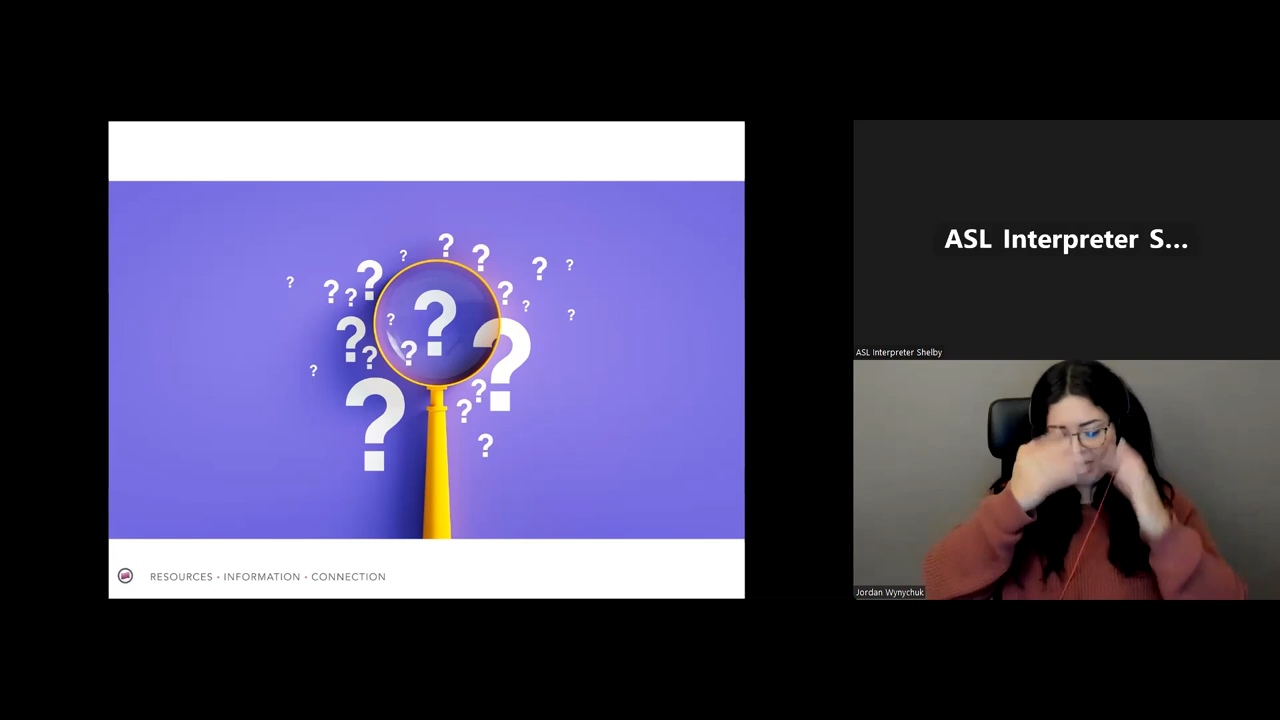 ASL Interpreter S...
ASL Interpreter Shelby
Jordan Wynychuk
? ? ? ? ? ? ? ? ? ? ? ? ? ? ? ? ? ? ? ? ? ? ? ?
RESOURCES • INFORMATION • CONNECTION